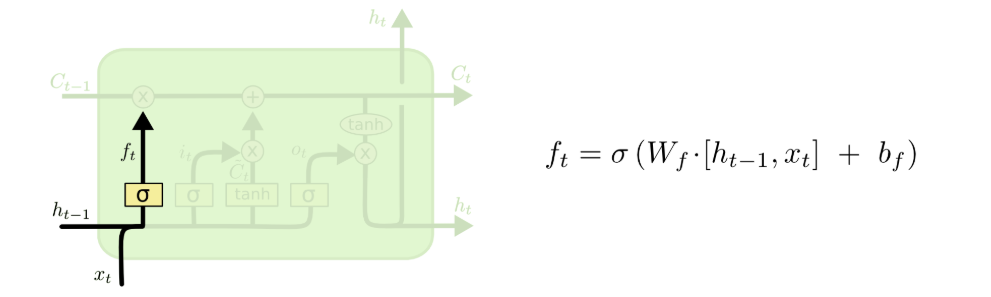 h_t
C_{t-1}
C_t
x
+
tanh
f_t
i_t
C̃_t
o_t
x
x
σ
σ
tanh
σ
h_{t-1}
h_t
x_t
f_t = σ (W_f · [h_{t-1}, x_t] + b_f)